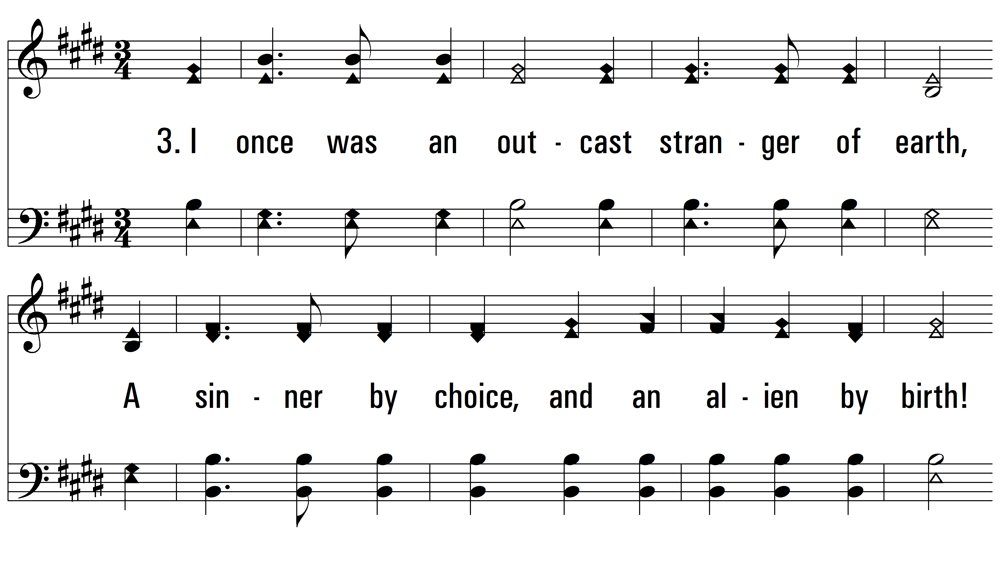 3. I once was an out - cast stran - ger of earth,
A sin - ner by choice, and an al - ien by birth!